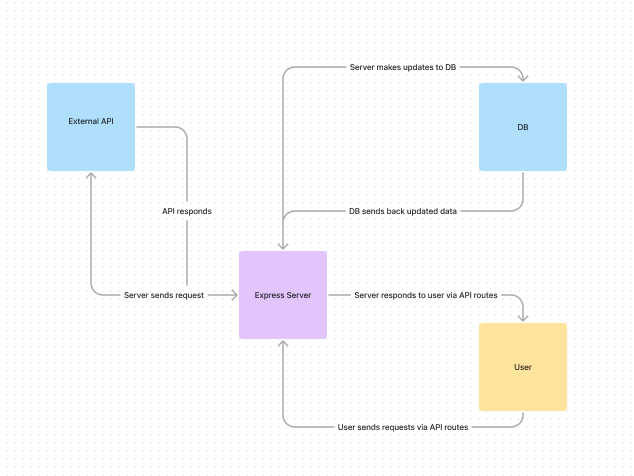 Server makes updates to DB
External API
DB
API responds
DB sends back updated data
Server sends request
Express Server
Server responds to user via API routes
User
User sends requests via API routes